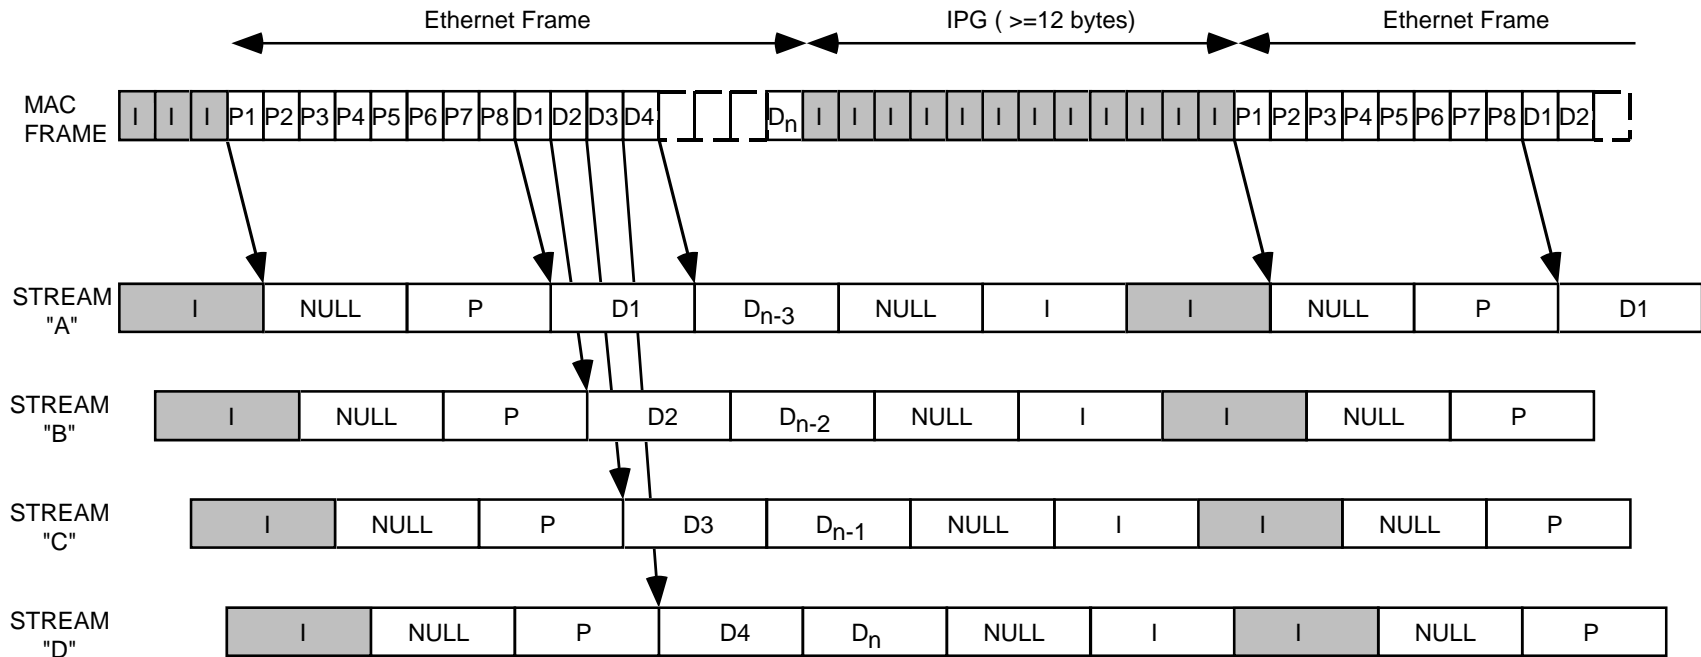 Ethernet Frame IPG ( >=12 bytes) Ethernet Frame
MAC
FRAME
I I I P1 P2 P3 P4 P5 P6 P7 P8 D1 D2 D3 D4 Dn I I I I I I I I I I I I P1 P2 P3 P4 P5 P6 P7 P8 D1 D2
STREAM
"A"
I NULL P D1 Dn-3 NULL I I NULL P D1
STREAM
"B"
I NULL P D2 Dn-2 NULL I I NULL P
STREAM
"C"
I NULL P D3 Dn-1 NULL I I NULL P
STREAM
"D"
I NULL P D4 Dn NULL I I NULL P